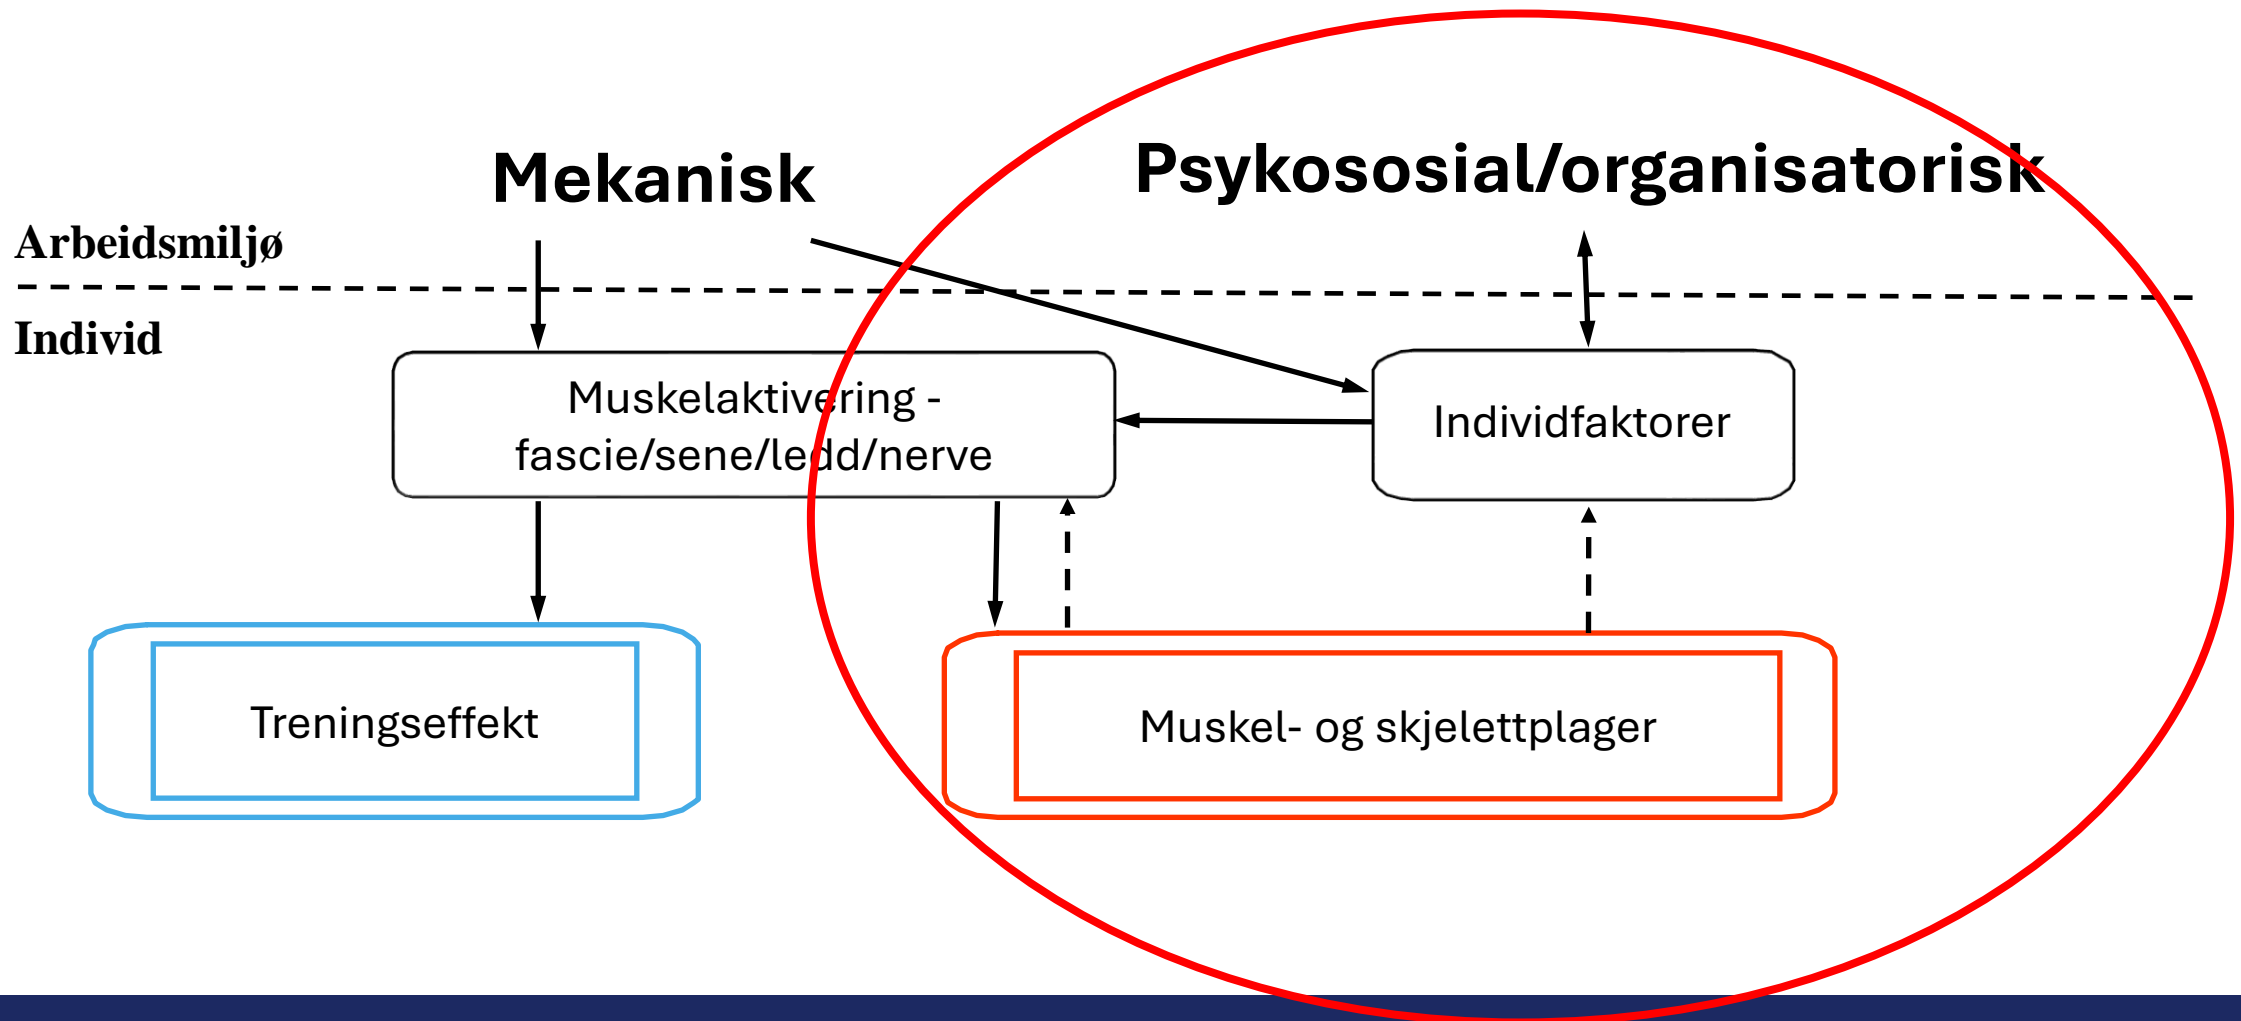 Mekanisk
Psykososial/organisatorisk
Arbeidsmiljø
Individ
Muskelaktivering -
fascie/sene/ledd/nerve
Individfaktorer
Treningseffekt
Muskel- og skjelettplager